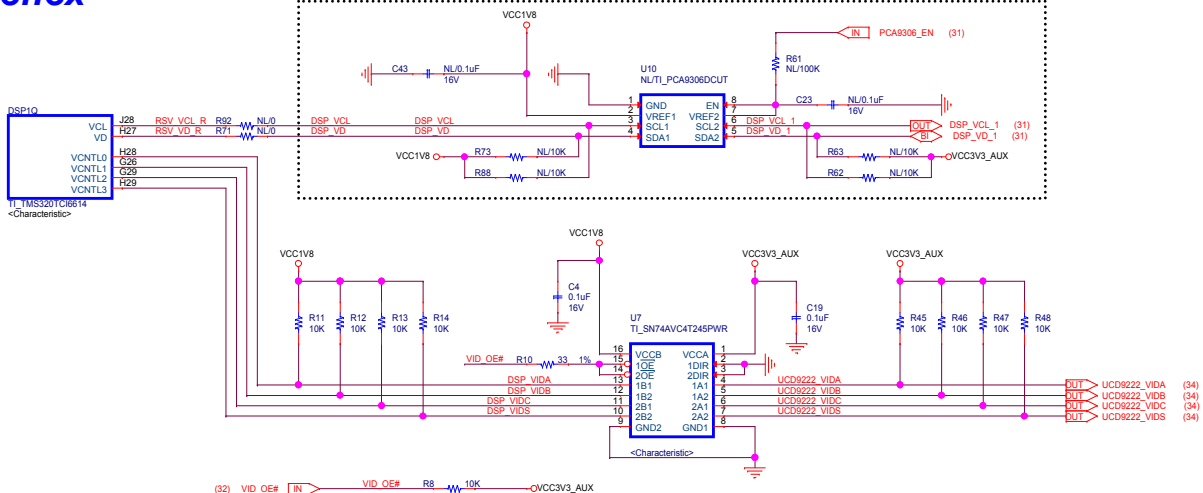 VCC1V8
IN PCA9306_EN (31)
R61
NL/100K
C43 NL/0.1uF
16V
U10
NL/TI_PCA9306DCUT
C23 NL/0.1uF
16V
1 GND EN 8
2 VREF1 VREF2 7
3 SCL1 SCL2 6
4 SDA1 SDA2 5
DSP1Q
VCL J28 RSV_VCL_R R92 NL/0 DSP_VCL DSP_VCL
VD H27 RSV_VD_R R71 NL/0 DSP_VD DSP_VD
DSP_VCL_1 OUT DSP_VCL_1 (31)
DSP_VD_1 BI DSP_VD_1 (31)
VCNTL0 H28
VCNTL1 G26
VCNTL2 G29
VCNTL3 H29
TI_TMS320TCI6614
<Characteristic>
VCC1V8 R73 NL/10K
R88 NL/10K
R63 NL/10K VCC3V3_AUX
R62 NL/10K
VCC1V8
VCC1V8
VCC3V3_AUX
VCC3V3_AUX
C4
0.1uF
16V
C19
0.1uF
16V
R11
10K
R12
10K
R13
10K
R14
10K
U7
TI_SN74AVC4T245PWR
R45
10K
R46
10K
R47
10K
R48
10K
VID_OE# R10 33 1%
16 VCCB VCCA 1
15 1OE 1DIR 2
14 2OE 2DIR 3
DSP_VIDA 13 1B1 1A1 4 UCD9222_VIDA OUT UCD9222_VIDA (34)
DSP_VIDB 12 1B2 1A2 5 UCD9222_VIDB OUT UCD9222_VIDB (34)
DSP_VIDC 11 2B1 2A1 6 UCD9222_VIDC OUT UCD9222_VIDC (34)
DSP_VIDS 10 2B2 2A2 7 UCD9222_VIDS OUT UCD9222_VIDS (34)
9 GND2 GND1 8
<Characteristic>
(32) VID_OE# IN VID_OE# R8 10K VCC3V3_AUX